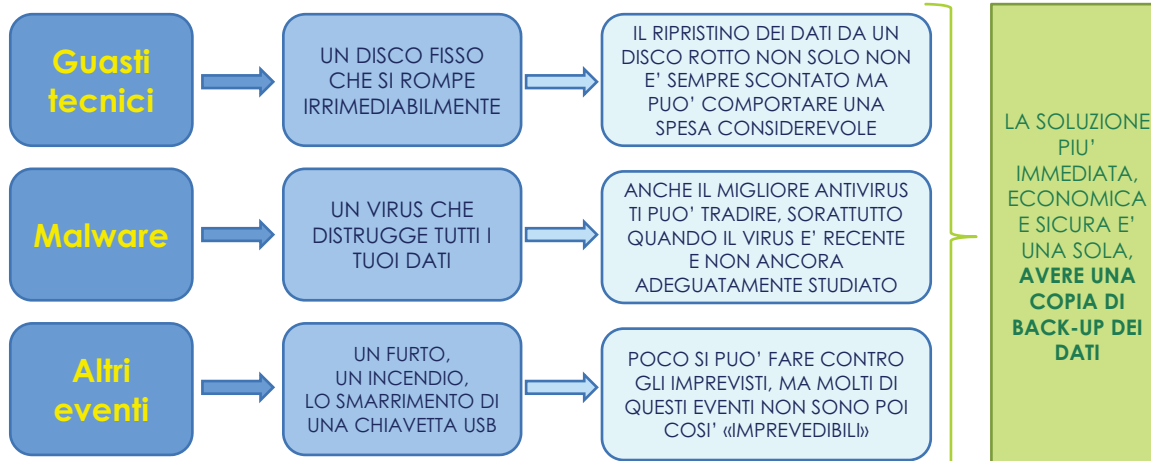 Guasti
tecnici
UN DISCO FISSO
CHE SI ROMPE
IRRIMEDIABILMENTE
IL RIPRISTINO DEI DATI DA UN
DISCO ROTTO NON SOLO NON
E' SEMPRE SCONTATO MA
PUO' COMPORTARE UNA
SPESA CONSIDEREVOLE
Malware
UN VIRUS CHE
DISTRUGGE TUTTI I
TUOI DATI
ANCHE IL MIGLIORE ANTIVIRUS
TI PUO' TRADIRE, SORATTUTTO
QUANDO IL VIRUS E' RECENTE
E NON ANCORA
ADEGUATAMENTE STUDIATO
Altri
eventi
UN FURTO,
UN INCENDIO,
LO SMARRIMENTO DI
UNA CHIAVETTA USB
POCO SI PUO' FARE CONTRO
GLI IMPREVISTI, MA MOLTI DI
QUESTI EVENTI NON SONO POI
COSI' «IMPREVEDIBILI»
LA SOLUZIONE
PIU'
IMMEDIATA,
ECONOMICA
E SICURA E'
UNA SOLA,
AVERE UNA
COPIA DI
BACK-UP DEI
DATI